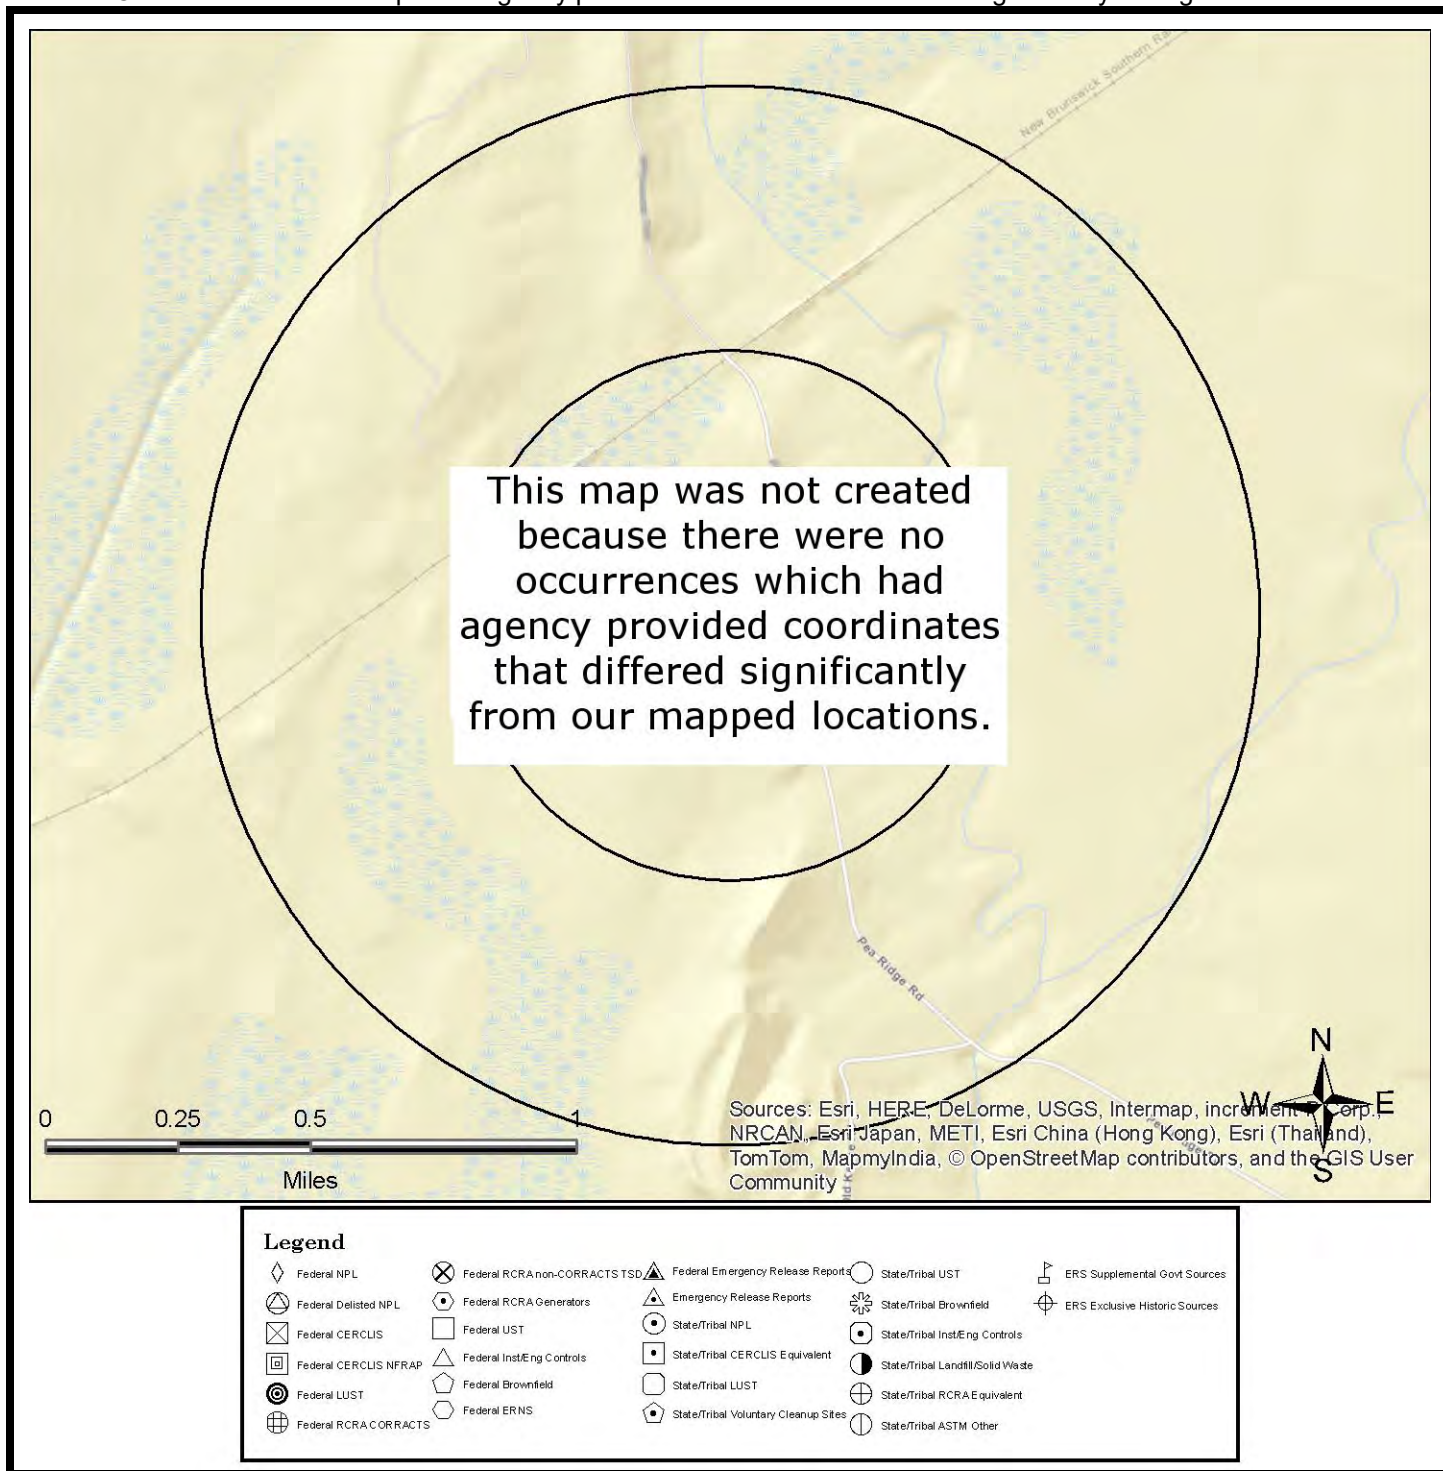 New Brunswick Southern Ra
This map was not created
because there were no
occurrences which had
agency provided coordinates
that differed significantly
from our mapped locations.
Pea Ridge Rd
N
W E
S
0 0.25 0.5 1
Miles
Sources: Esri, HERE, DeLorme, USGS, Intermap, increment P Corp.,
NRCAN, Esri Japan, METI, Esri China (Hong Kong), Esri (Thailand),
TomTom, MapmyIndia, © OpenStreetMap contributors, and the GIS User
Community
Legend
Federal NPL
Federal Delisted NPL
Federal CERCLIS
Federal CERCLIS NFRAP
Federal LUST
Federal RCRA CORRACTS
Federal RCRA non-CORRACTS TSD
Federal RCRA Generators
Federal UST
Federal Inst/Eng Controls
Federal Brownfield
Federal ERNS
Federal Emergency Release Reports
Emergency Release Reports
State/Tribal NPL
State/Tribal CERCLIS Equivalent
State/Tribal LUST
State/Tribal Voluntary Cleanup Sites
State/Tribal UST
State/Tribal Brownfield
State/Tribal Inst/Eng Controls
State/Tribal Landfill/Solid Waste
State/Tribal RCRA Equivalent
State/Tribal ASTM Other
ERS Supplemental Govt Sources
ERS Exclusive Historic Sources